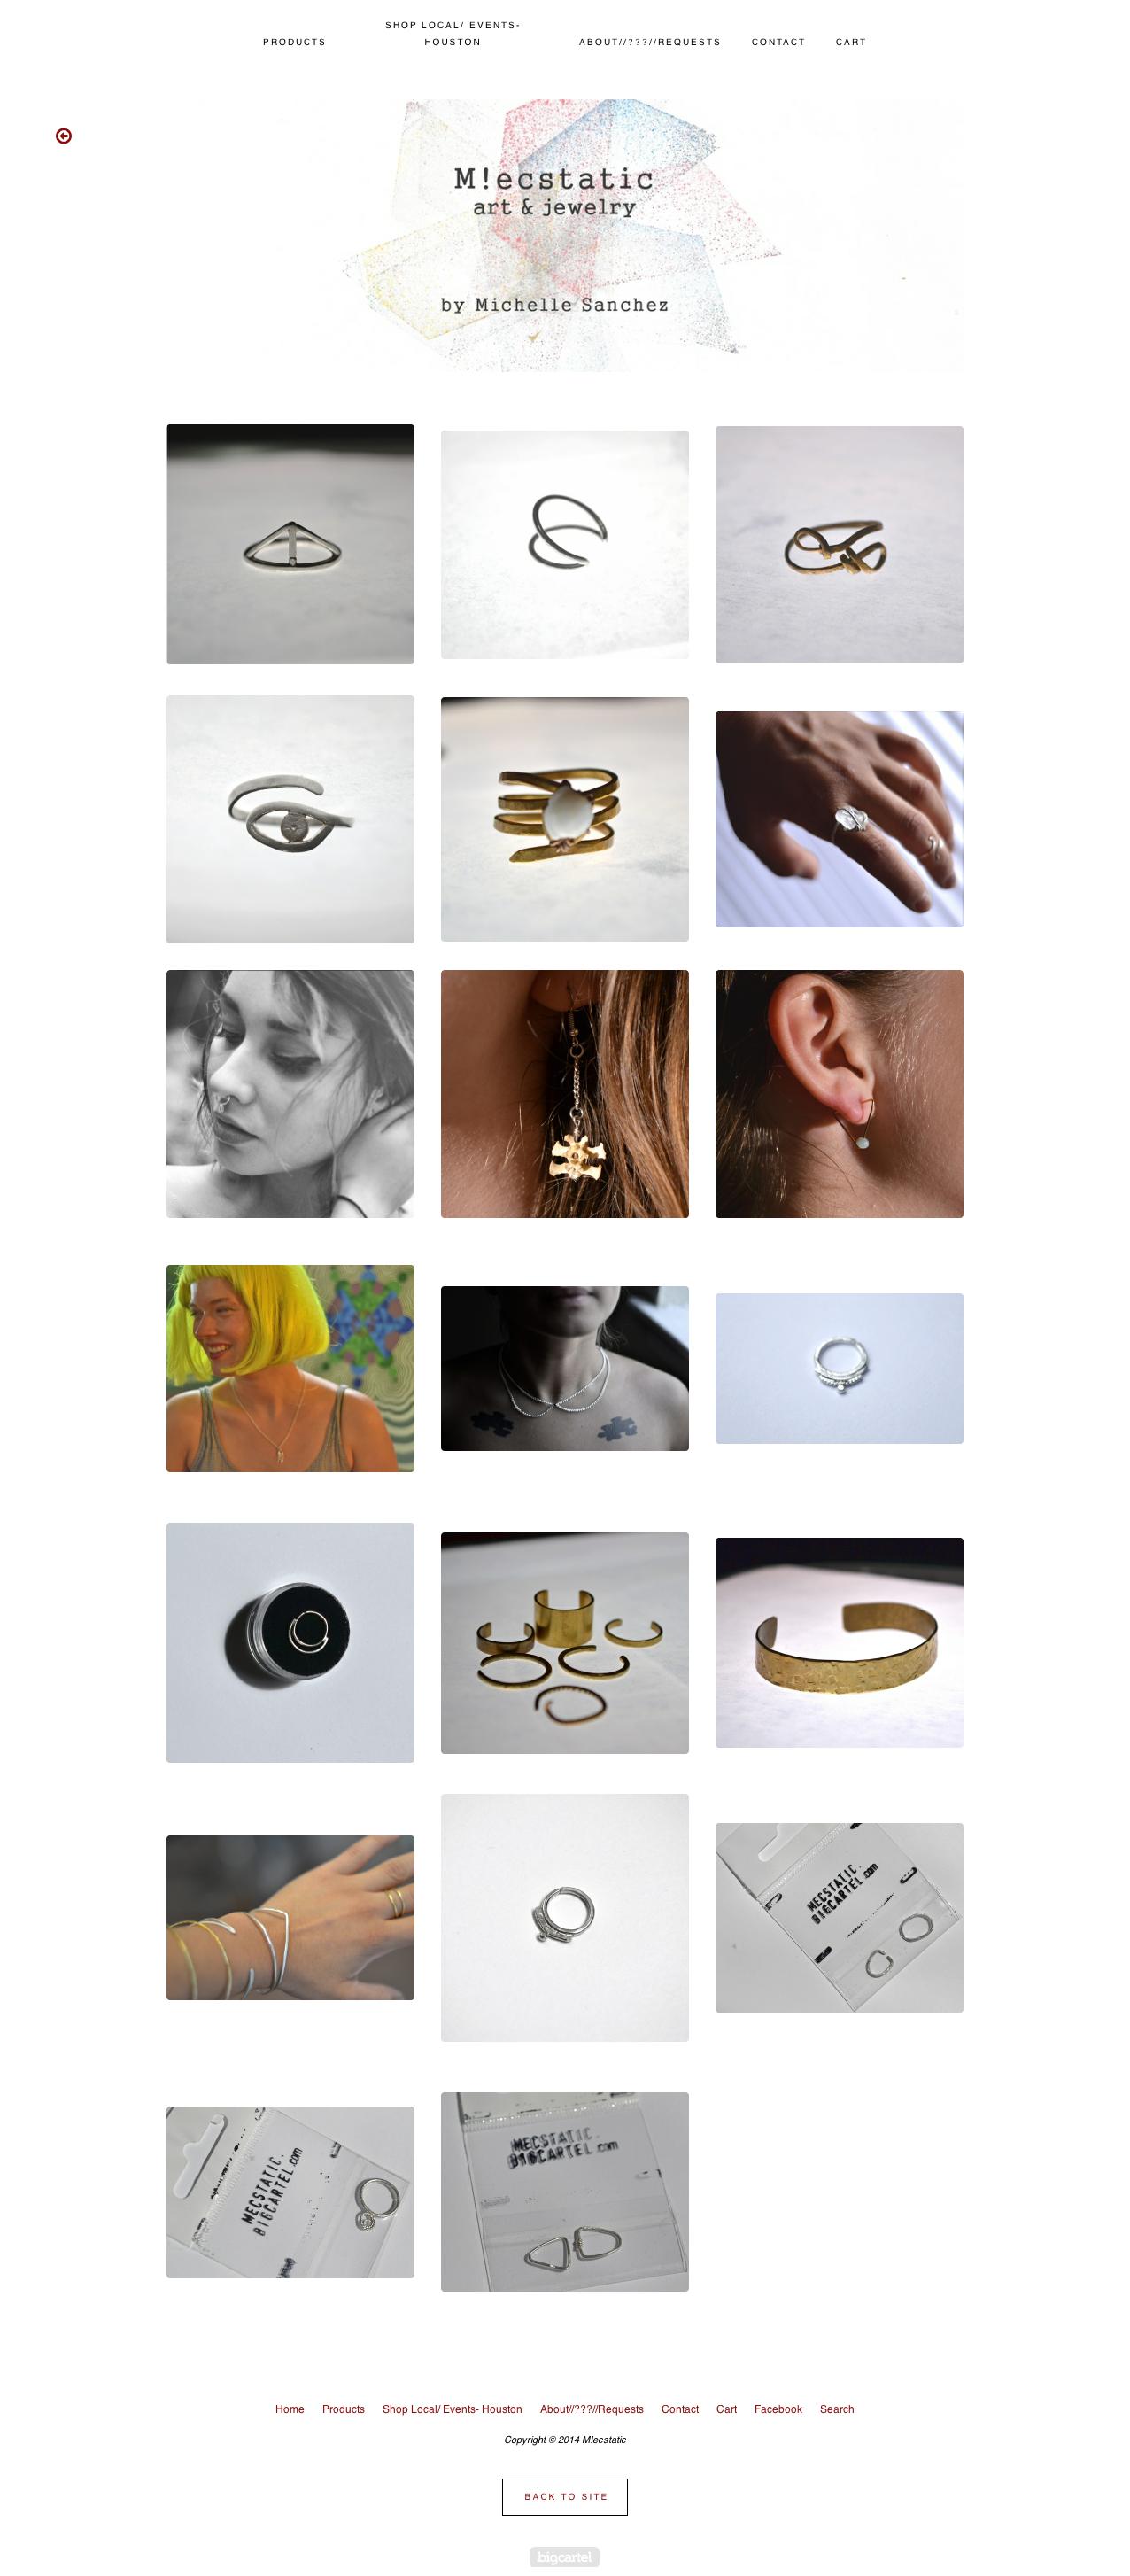 SHOP LOCAL/ EVENTS-
PRODUCTS HOUSTON ABOUT//???//REQUESTS CONTACT CART
M!ecstatic
art & jewelry
by Michelle Sanchez
MECSTATIC.
BIGCARTEL.com
MECSTATIC.
BIGCARTEL.com
MECSTATIC.
BIGCARTEL.com
Home Products Shop Local/ Events- Houston About//???//Requests Contact Cart Facebook Search
Copyright © 2014 M!ecstatic
BACK TO SITE
bigcartel